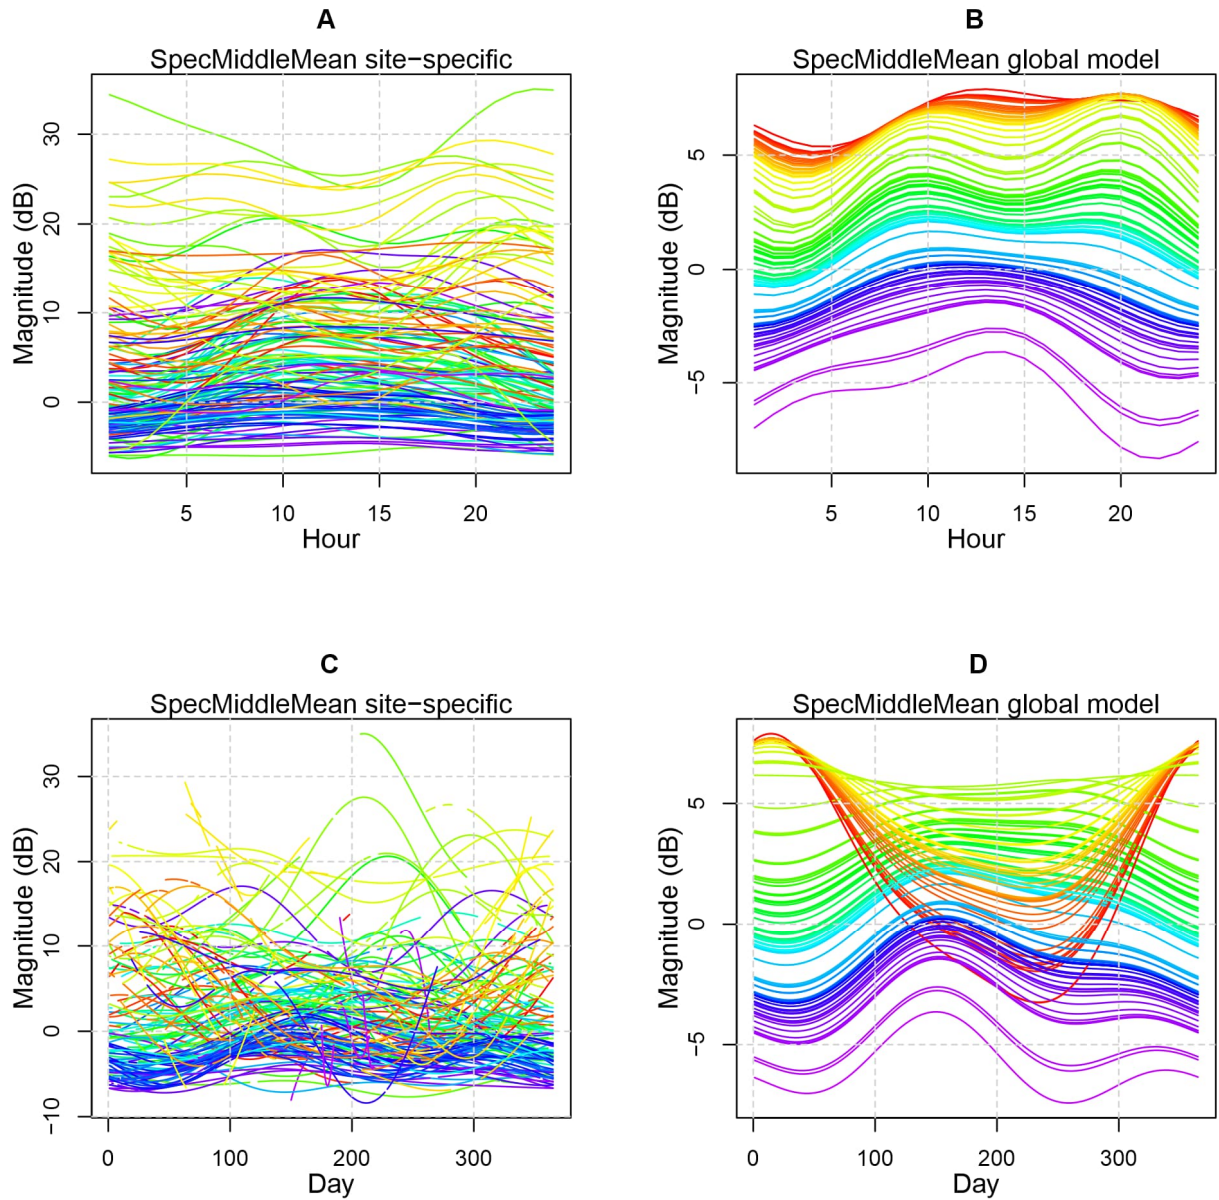 A
SpecMiddleMean site−specific
Magnitude (dB)
30
20
10
0
5
10
15
20
Hour
B
SpecMiddleMean global model
Magnitude (dB)
5
0
−5
5
10
15
20
Hour
C
SpecMiddleMean site−specific
Magnitude (dB)
30
20
10
0
−10
0
100
200
300
Day
D
SpecMiddleMean global model
Magnitude (dB)
5
0
−5
0
100
200
300
Day